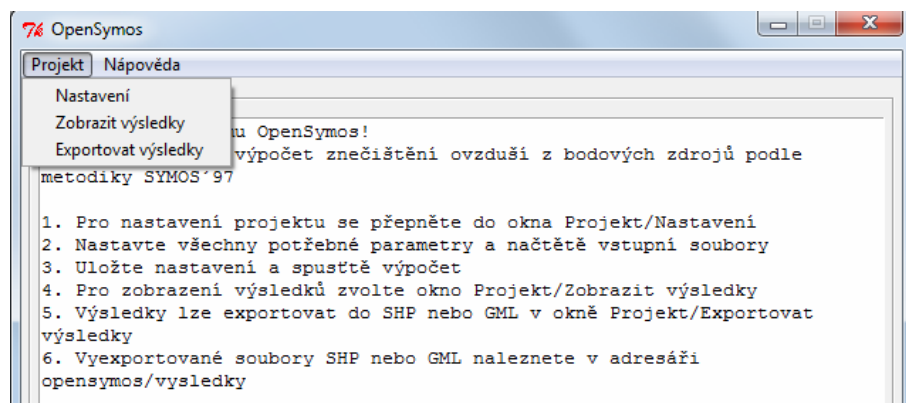 OpenSymos
Projekt Nápověda
Nastavení
Zobrazit výsledky
Exportovat výsledky
mu OpenSymos!
výpočet znečištění ovzduší z bodových zdrojů podle
metodiky SYMOS´97
1. Pro nastavení projektu se přepněte do okna Projekt/Nastavení
2. Nastavte všechny potřebné parametry a načtětě vstupní soubory
3. Uložte nastavení a spusťtě výpočet
4. Pro zobrazení výsledků zvolte okno Projekt/Zobrazit výsledky
5. Výsledky lze exportovat do SHP nebo GML v okně Projekt/Exportovat
výsledky
6. Vyexportované soubory SHP nebo GML naleznete v adresáři
opensymos/vysledky